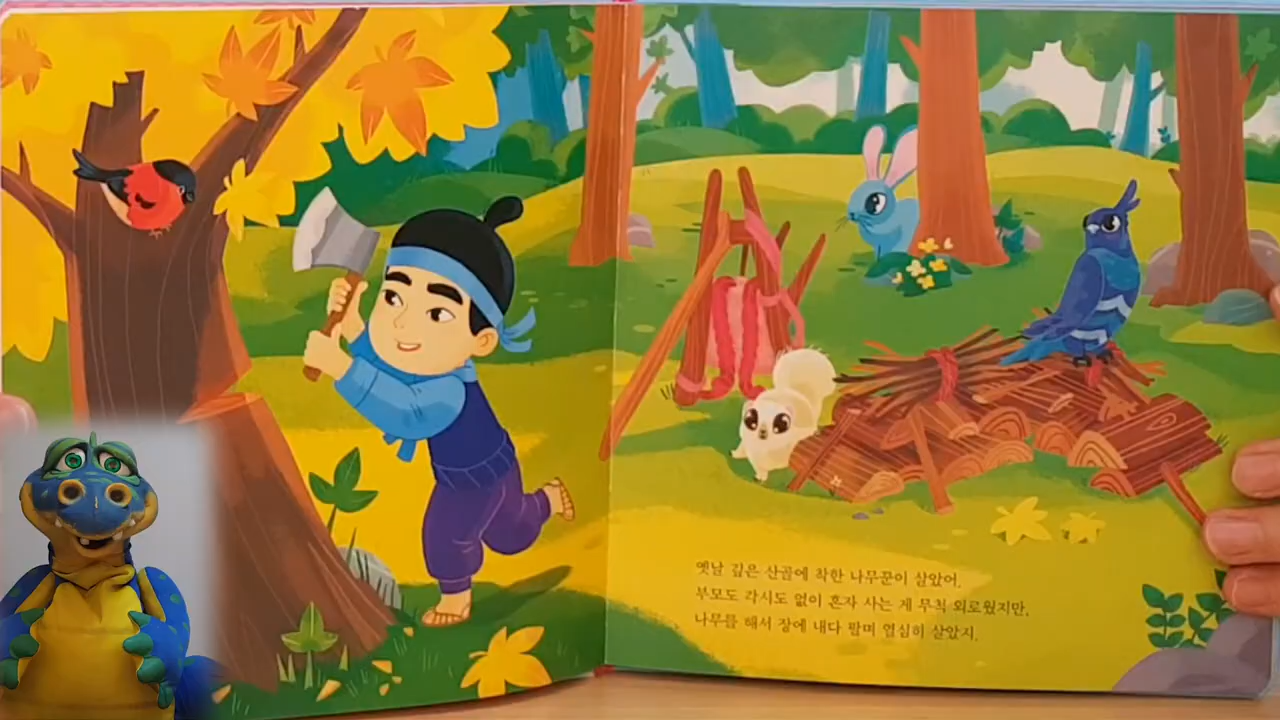 옛날 깊은 산골에 착한 나무꾼이 살았어.
부모도 각시도 없이 혼자 사는 게 무척 외로웠지만,
나무를 해서 장에 내다 팔며 열심히 살았지.